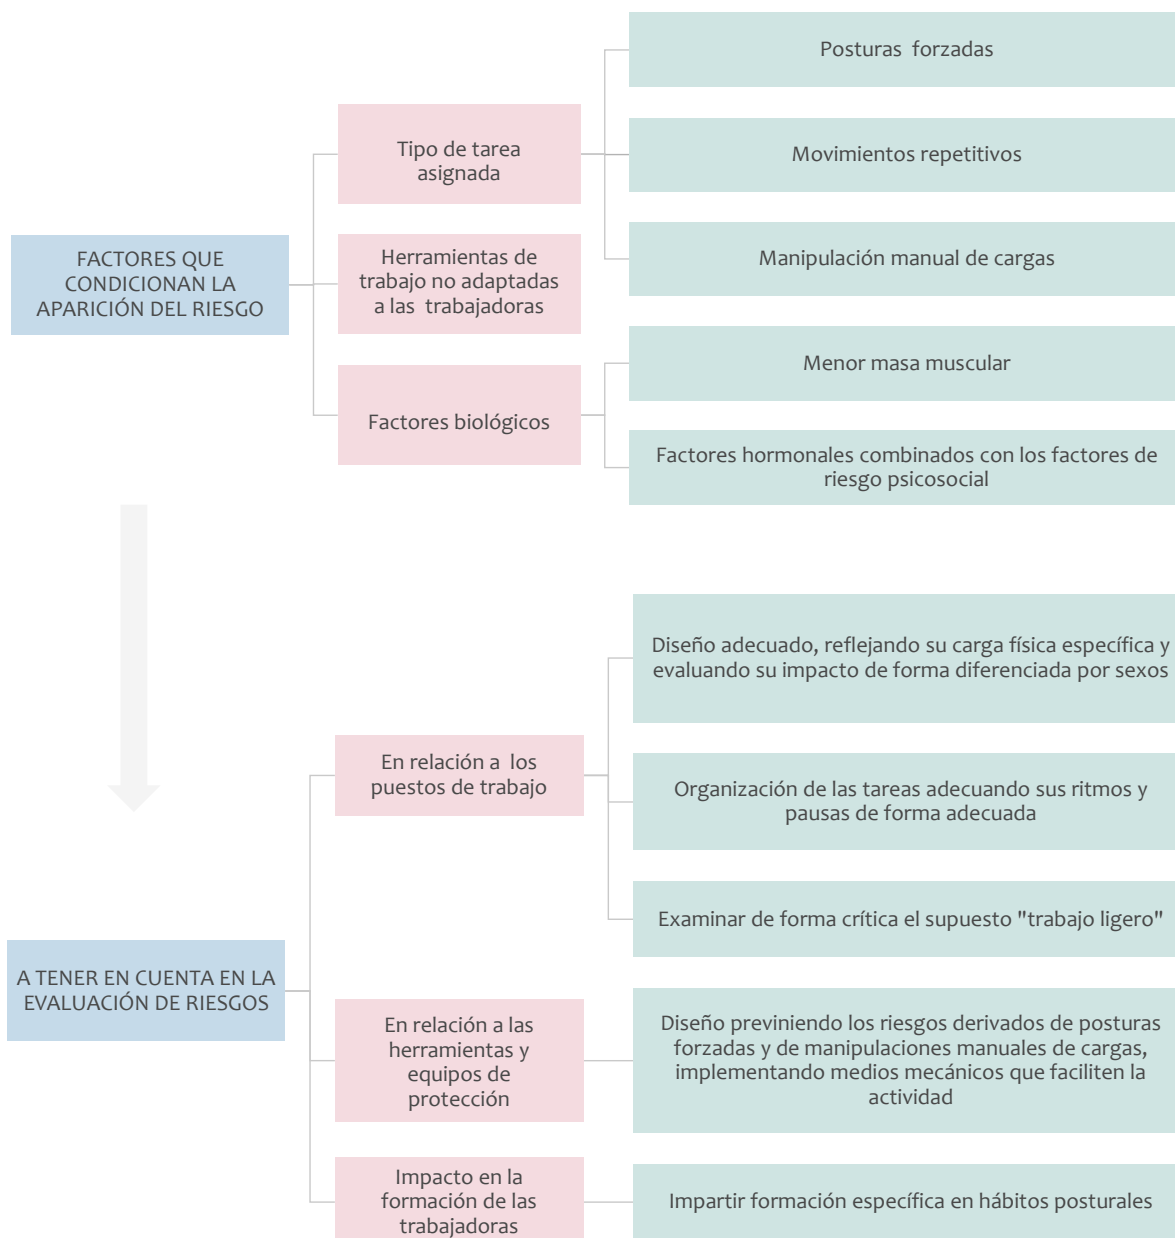 FACTORES QUE
CONDICIONAN LA
APARICIÓN DEL RIESGO
Tipo de tarea
asignada
Posturas forzadas
Movimientos repetitivos
Manipulación manual de cargas
Herramientas de
trabajo no adaptadas
a las trabajadoras
Factores biológicos
Menor masa muscular
Factores hormonales combinados con los factores de
riesgo psicosocial
A TENER EN CUENTA EN LA
EVALUACIÓN DE RIESGOS
En relación a los
puestos de trabajo
Diseño adecuado, reflejando su carga física específica y
evaluando su impacto de forma diferenciada por sexos
Organización de las tareas adecuando sus ritmos y
pausas de forma adecuada
Examinar de forma crítica el supuesto "trabajo ligero"
En relación a las
herramientas y
equipos de
protección
Diseño previniendo los riesgos derivados de posturas
forzadas y de manipulaciones manuales de cargas,
implementando medios mecánicos que faciliten la
actividad
Impacto en la
formación de las
trabajadoras
Impartir formación específica en hábitos posturales